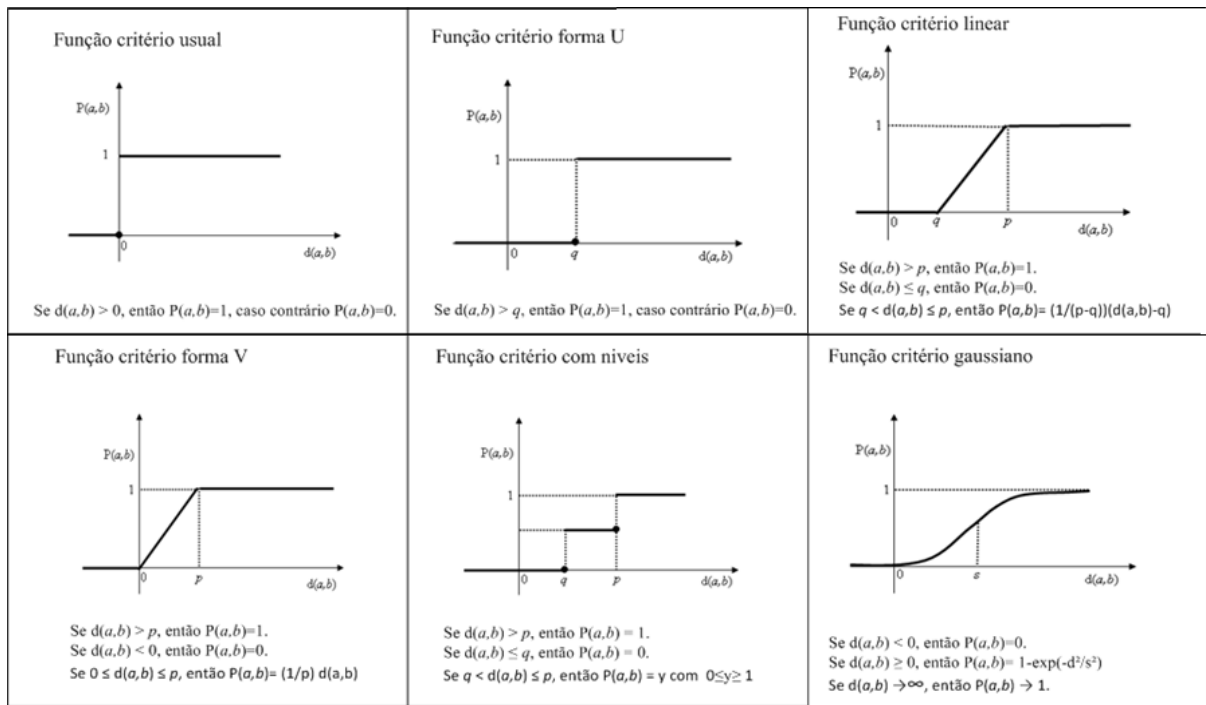 Função critério usual
P(a,b)
1
0
d(a,b)
Se d(a,b) > 0, então P(a,b)=1, caso contrário P(a,b)=0.
Função critério forma U
P(a,b)
1
0
q
d(a,b)
Se d(a,b) > q, então P(a,b)=1, caso contrário P(a,b)=0.
Função critério linear
P(a,b)
1
0
q
p
d(a,b)
Se d(a,b) > p, então P(a,b)=1.
Se d(a,b) ≤ q, então P(a,b)=0.
Se q < d(a,b) ≤ p, então P(a,b)= (1/(p-q))(d(a,b)-q)
Função critério forma V
P(a,b)
1
0
p
d(a,b)
Se d(a,b) > p, então P(a,b)=1.
Se d(a,b) < 0, então P(a,b)=0.
Se 0 ≤ d(a,b) ≤ p, então P(a,b)= (1/p) d(a,b)
Função critério com niveis
P(a,b)
1
0
q
p
d(a,b)
Se d(a,b) > p, então P(a,b) = 1.
Se d(a,b) ≤ q, então P(a,b) = 0.
Se q < d(a,b) ≤ p, então P(a,b) = y com 0≤y≥ 1
Função critério gaussiano
P(a,b)
1
0
s
d(a,b)
Se d(a,b) < 0, então P(a,b)=0.
Se d(a,b) ≥ 0, então P(a,b)= 1-exp(-d²/s²)
Se d(a,b) →∞, então P(a,b) → 1.